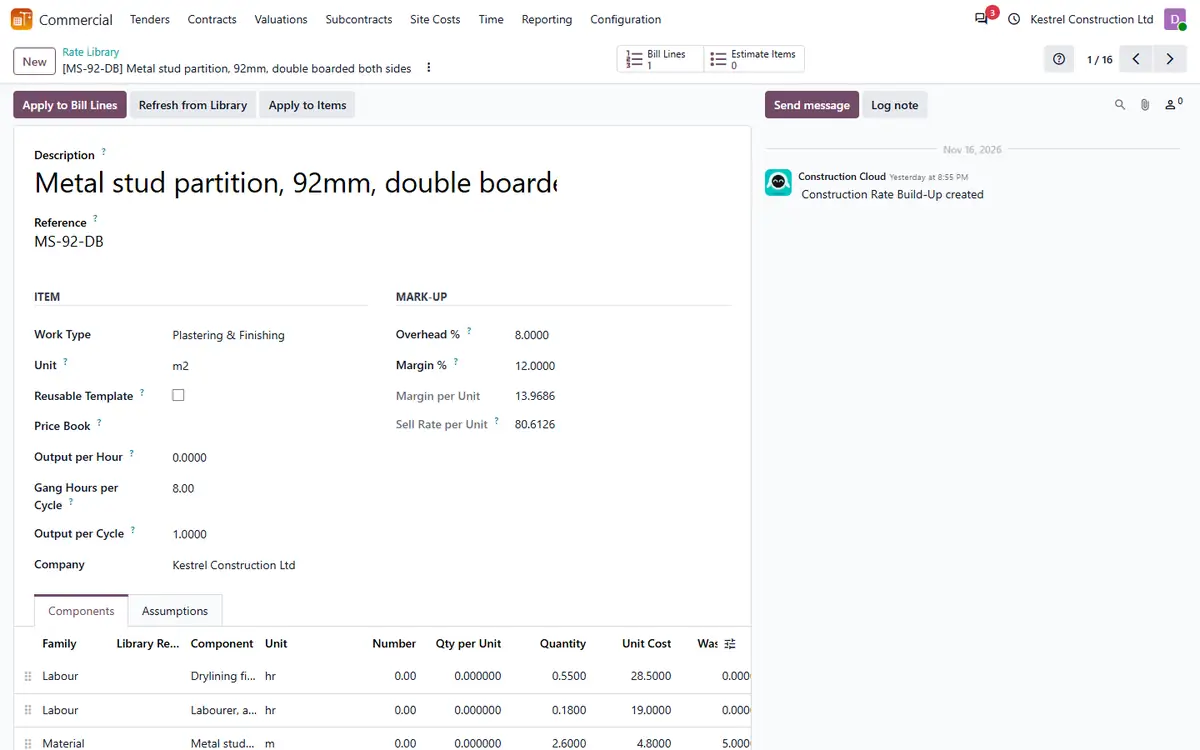 Commercial Tenders Contracts Valuations Subcontracts Site Costs Time Reporting Configuration 3 Kestrel Construction Ltd D
New Rate Library
[MS-92-DB] Metal stud partition, 92mm, double boarded both sides
Bill Lines 1 Estimate Items 0
1 / 16
Apply to Bill Lines Refresh from Library Apply to Items
Send message Log note 0
Description ?
Metal stud partition, 92mm, double boarde
Reference ?
MS-92-DB
Nov 16, 2026
Construction Cloud Yesterday at 8:55 PM
Construction Rate Build-Up created
ITEM
Work Type Plastering & Finishing
Unit ? m2
Reusable Template ?
Price Book ?
Output per Hour ? 0.0000
Gang Hours per Cycle ? 8.00
Output per Cycle ? 1.0000
Company Kestrel Construction Ltd
MARK-UP
Overhead % ? 8.0000
Margin % ? 12.0000
Margin per Unit 13.9686
Sell Rate per Unit ? 80.6126
Components Assumptions
Family Library Re... Component Unit Number Qty per Unit Quantity Unit Cost Was
Labour Drylining fi... hr 0.00 0.000000 0.5500 28.5000 0.000
Labour Labourer, a... hr 0.00 0.000000 0.1800 19.0000 0.000
Material Metal stud... m 0.00 0.000000 2.6000 4.8000 5.000